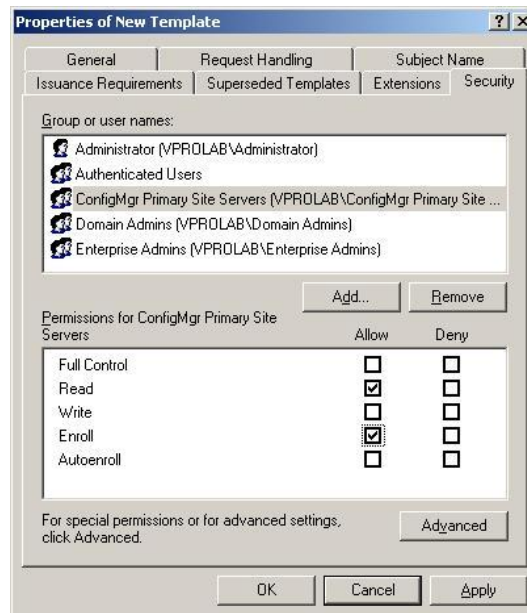 Properties of New Template
General Request Handling Subject Name
Issuance Requirements Superseded Templates Extensions Security
Group or user names:
Administrator (VPROLAB\Administrator)
Authenticated Users
ConfigMgr Primary Site Servers (VPROLAB\ConfigMgr Primary Site ...
Domain Admins (VPROLAB\Domain Admins)
Enterprise Admins (VPROLAB\Enterprise Admins)
Add... Remove
Permissions for ConfigMgr Primary Site
Servers Allow Deny
Full Control
Read
Write
Enroll
Autoenroll
For special permissions or for advanced settings,
click Advanced.
Advanced
OK Cancel Apply